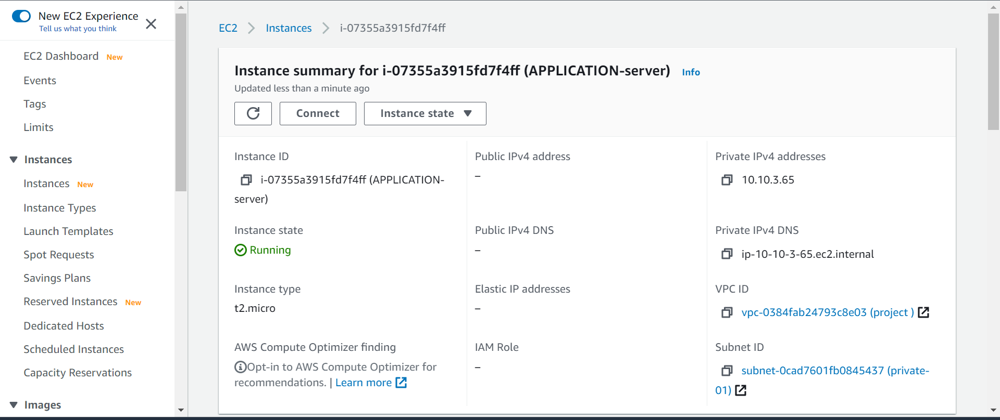 New EC2 Experience
Tell us what you think
EC2 Dashboard New
Events
Tags
Limits
Instances
Instances New
Instance Types
Launch Templates
Spot Requests
Savings Plans
Reserved Instances New
Dedicated Hosts
Scheduled Instances
Capacity Reservations
Images
EC2 > Instances > i-07355a3915fd7f4ff
Instance summary for i-07355a3915fd7f4ff (APPLICATION-server) Info
Updated less than a minute ago
Connect
Instance state
Instance ID
i-07355a3915fd7f4ff (APPLICATION-
server)
Public IPv4 address
–
Private IPv4 addresses
10.10.3.65
Instance state
Running
Public IPv4 DNS
–
Private IPv4 DNS
ip-10-10-3-65.ec2.internal
Instance type
t2.micro
Elastic IP addresses
–
VPC ID
vpc-0384fab24793c8e03 (project )
AWS Compute Optimizer finding
Opt-in to AWS Compute Optimizer for
recommendations. | Learn more
IAM Role
–
Subnet ID
subnet-0cad7601fb0845437 (private-
01)